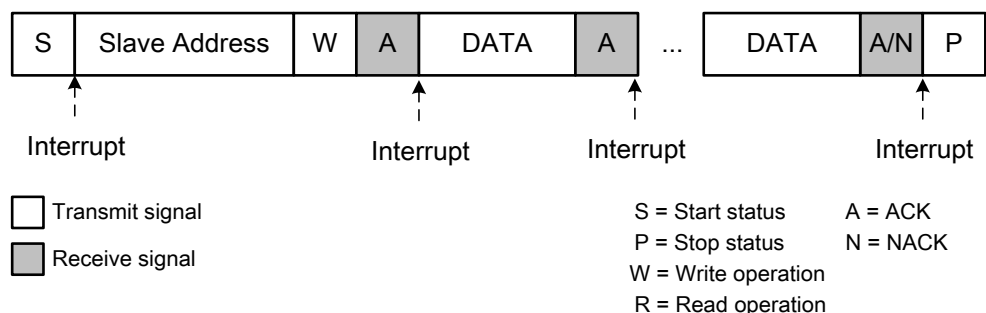 S Slave Address W A DATA A ... DATA A/N P
Interrupt Interrupt Interrupt Interrupt
Transmit signal
Receive signal
S = Start status A = ACK
P = Stop status N = NACK
W = Write operation
R = Read operation